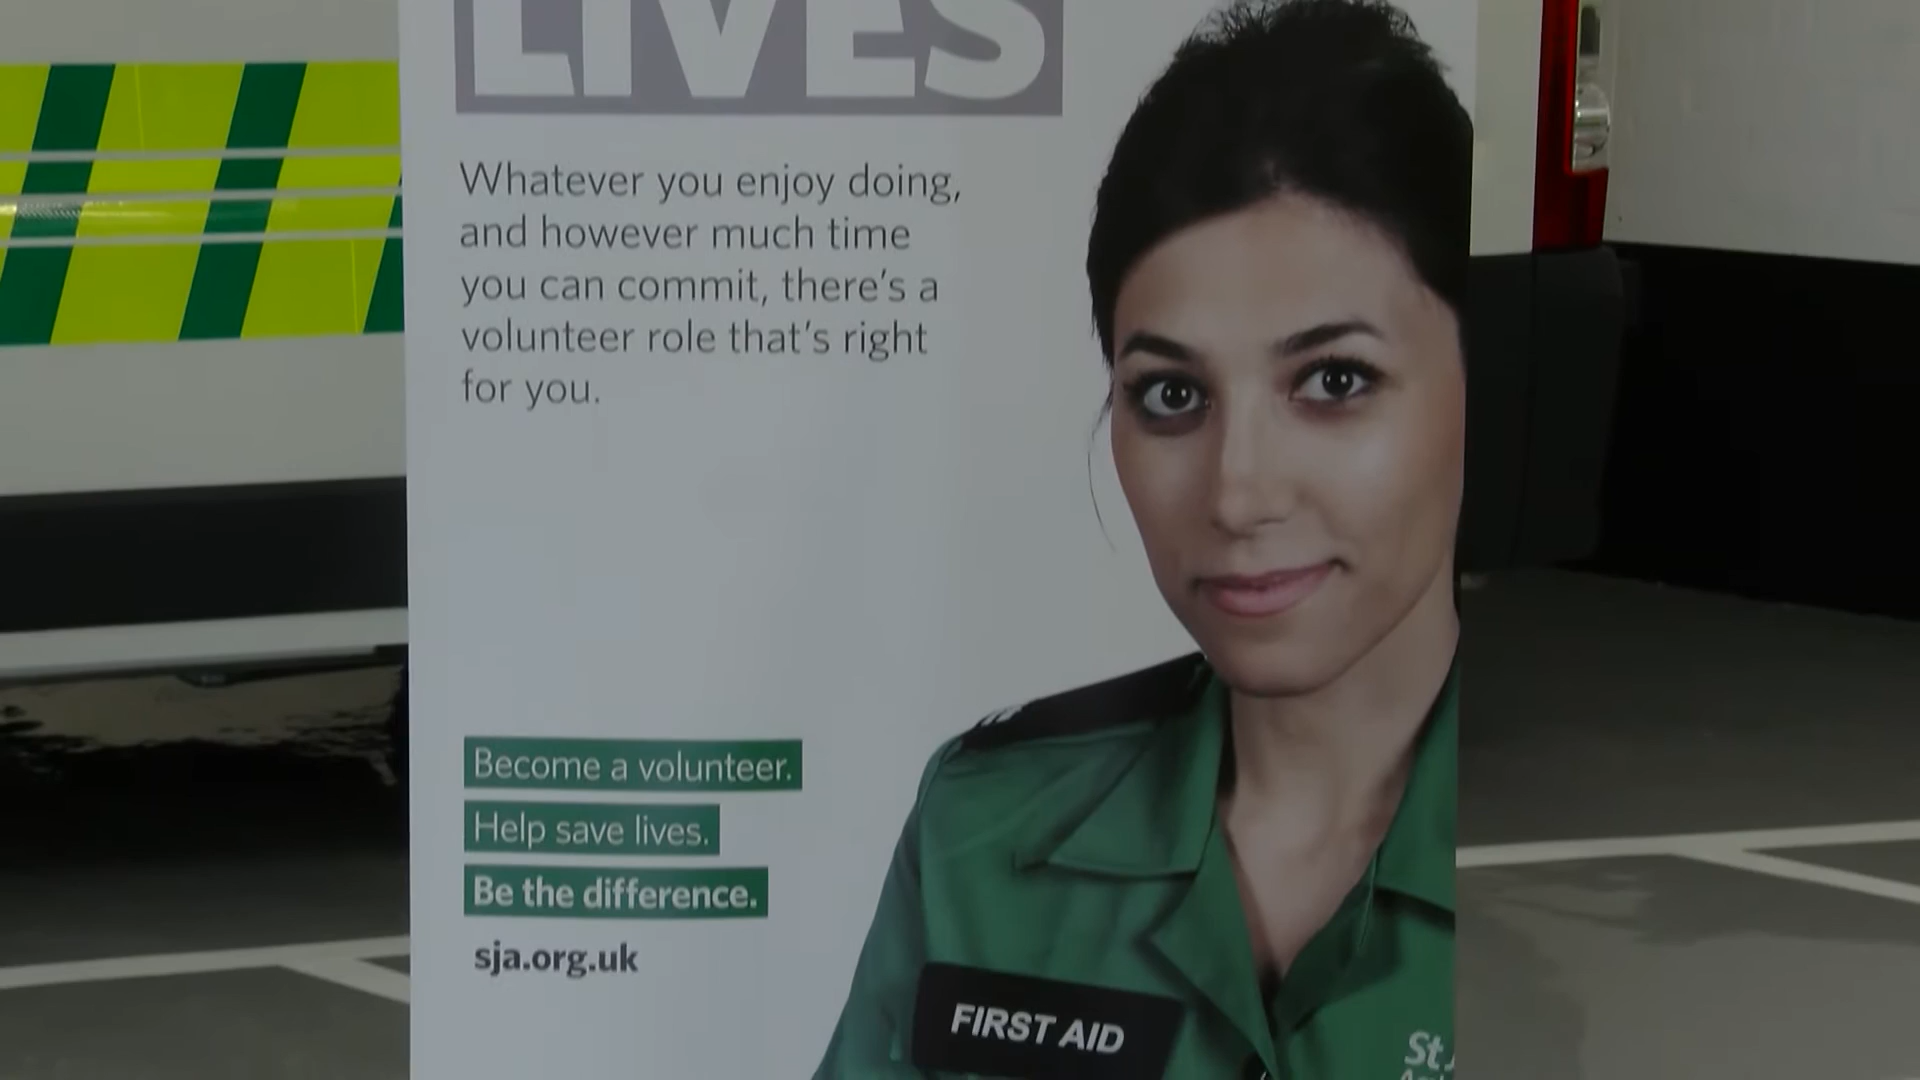 LIVES
Whatever you enjoy doing,
and however much time
you can commit, there's a
volunteer role that's right
for you.
Become a volunteer.
Help save lives.
Be the difference.
sja.org.uk
FIRST AID
St